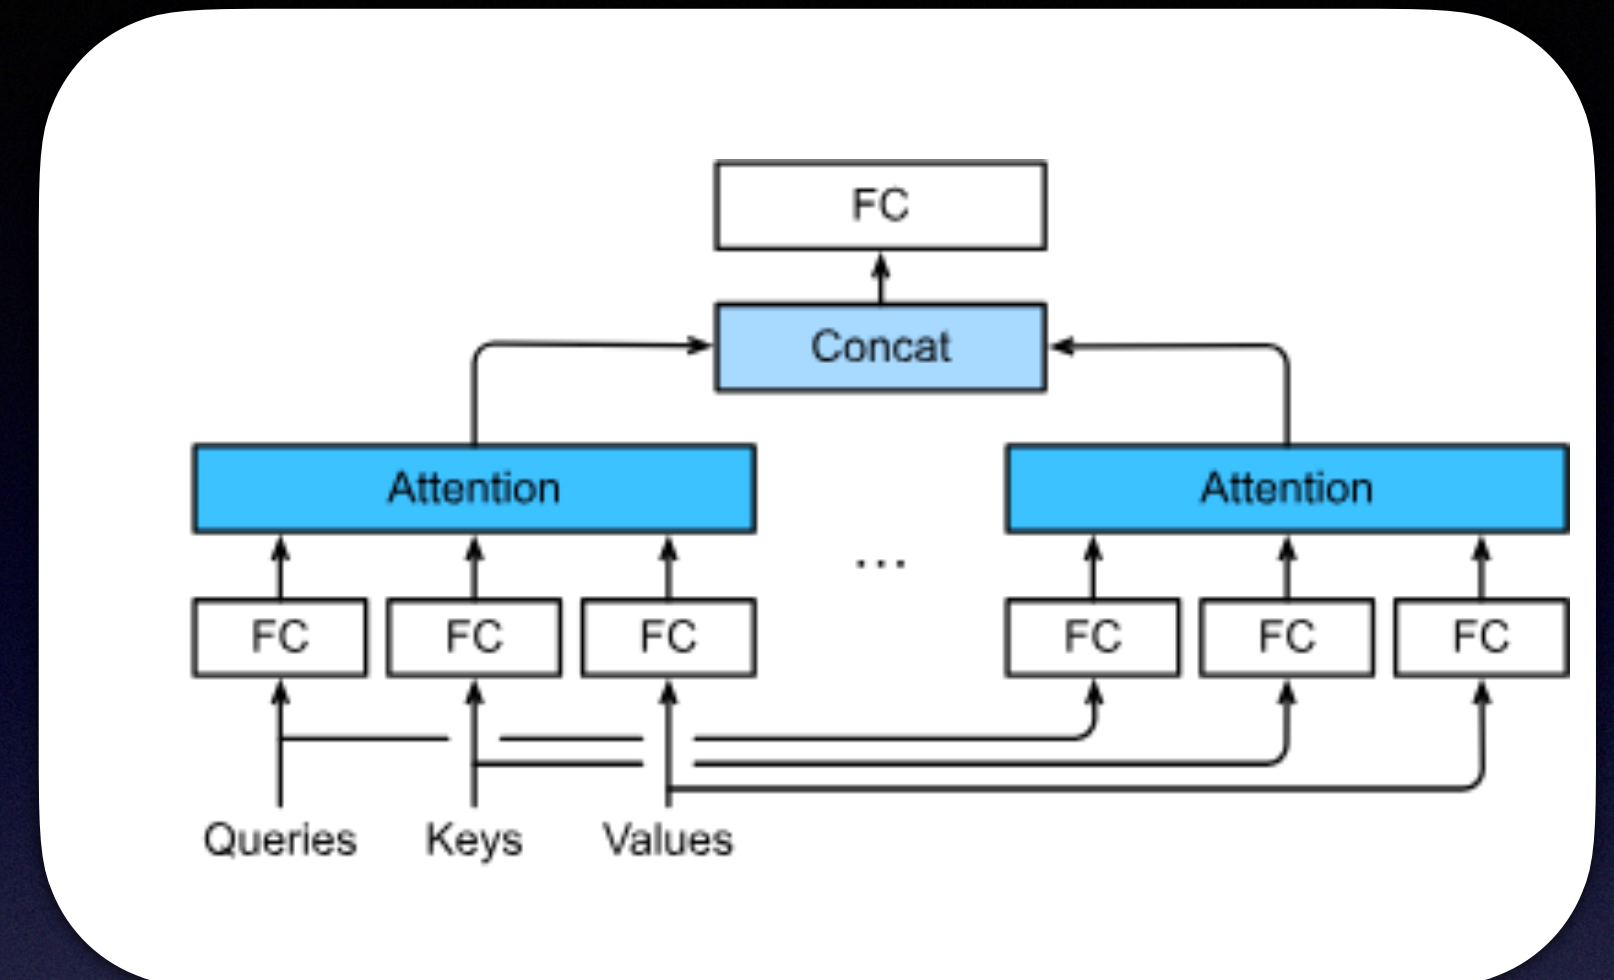 FC
Concat
Attention
Attention
...
FC
FC
FC
FC
FC
FC
Queries
Keys
Values